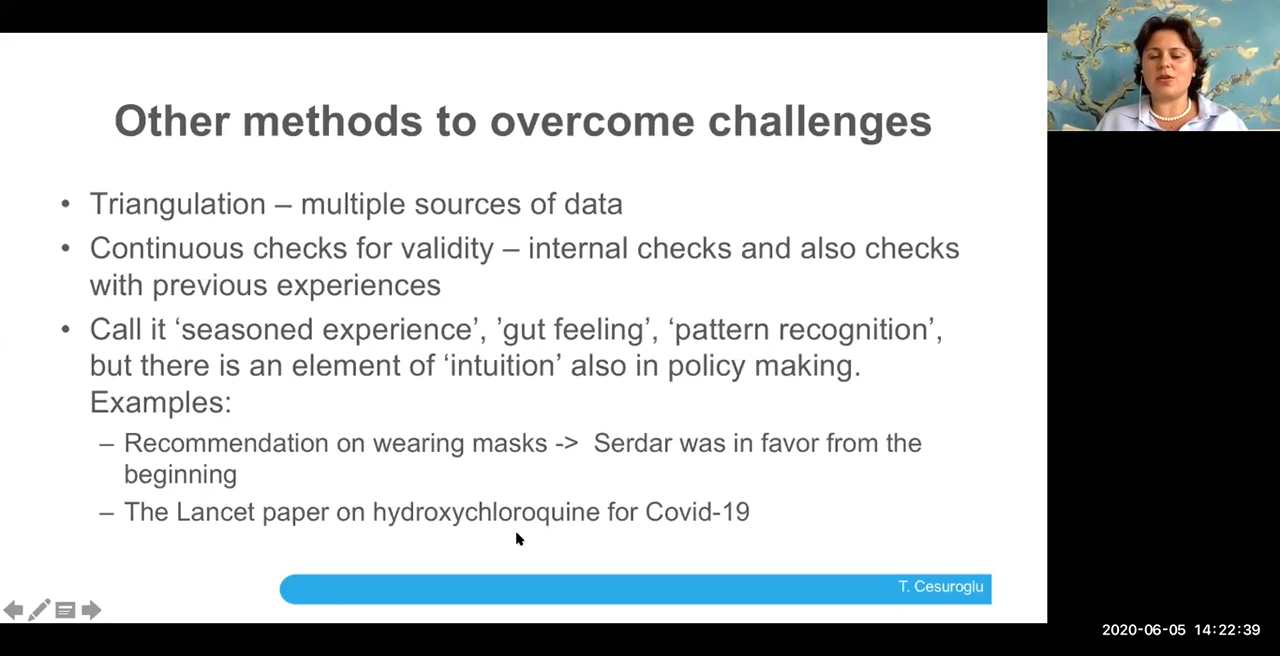 Other methods to overcome challenges
• Triangulation – multiple sources of data
• Continuous checks for validity – internal checks and also checks
with previous experiences
• Call it ‘seasoned experience’, ’gut feeling’, ‘pattern recognition’,
but there is an element of ‘intuition’ also in policy making.
Examples:
– Recommendation on wearing masks -> Serdar was in favor from the
beginning
– The Lancet paper on hydroxychloroquine for Covid-19
T. Cesuroglu
2020-06-05 14:22:39